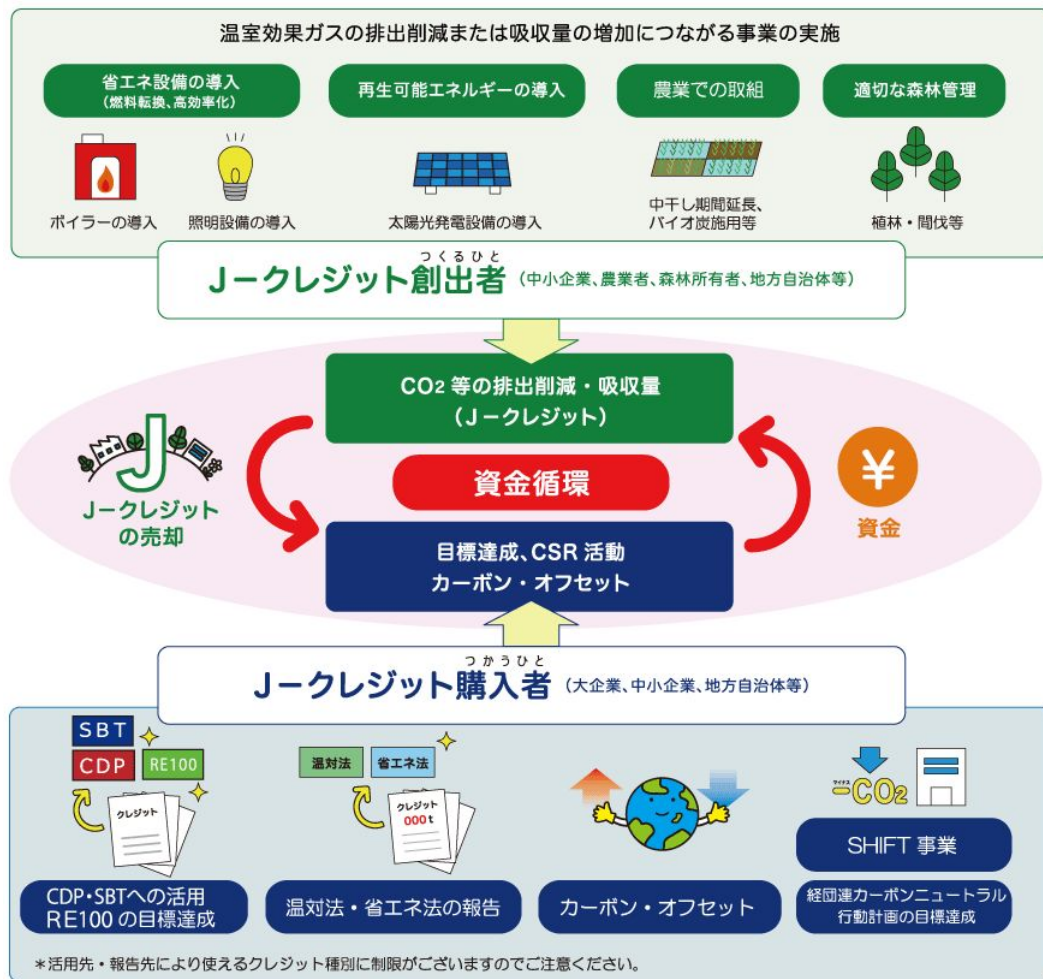 温室効果ガスの排出削減または吸収量の増加につながる事業の実施
省エネ設備の導入
(燃料転換、高効率化)
再生可能エネルギーの導入
農業での取組
適切な森林管理
ボイラーの導入
照明設備の導入
太陽光発電設備の導入
中干し期間延長、
バイオ炭施用等
植林・間伐等
つくるひと
J－クレジット創出者(中小企業、農業者、森林所有者、地方自治体等)
CO2 等の排出削減・吸収量
(J－クレジット)
J
J－クレジット
の売却
資金循環
¥
資金
目標達成、CSR 活動
カーボン・オフセット
つかうひと
J－クレジット購入者(大企業、中小企業、地方自治体等)
SBT
CDP
RE100
クレジット
CDP・SBTへの活用
RE100 の目標達成
温対法
省エネ法
クレジット
000t
温対法・省エネ法の報告
カーボン・オフセット
マイナス
－CO2
SHIFT 事業
経団連カーボンニュートラル
行動計画の目標達成
＊活用先・報告先により使えるクレジット種別に制限がございますのでご注意ください。